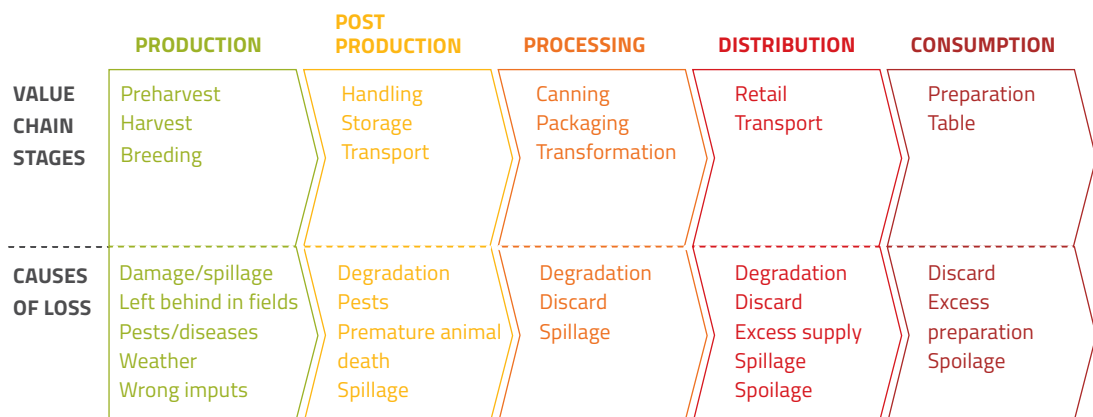 PRODUCTION
POST
PRODUCTION
PROCESSING
DISTRIBUTION
CONSUMPTION
VALUE
CHAIN
STAGES
Preharvest
Harvest
Breeding
Handling
Storage
Transport
Canning
Packaging
Transformation
Retail
Transport
Preparation
Table
CAUSES
OF LOSS
Damage/spillage
Left behind in fields
Pests/diseases
Weather
Wrong imputs
Degradation
Pests
Premature animal
death
Spillage
Degradation
Discard
Spillage
Degradation
Discard
Excess supply
Spillage
Spoilage
Discard
Excess
preparation
Spoilage